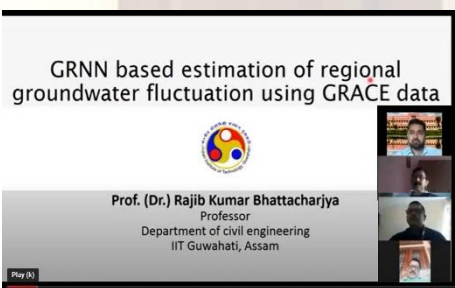 GRNN based estimation of regional
groundwater fluctuation using GRACE data
Prof. (Dr.) Rajib Kumar Bhattacharjya
Professor
Department of civil engineering
IIT Guwahati, Assam
Play (k)